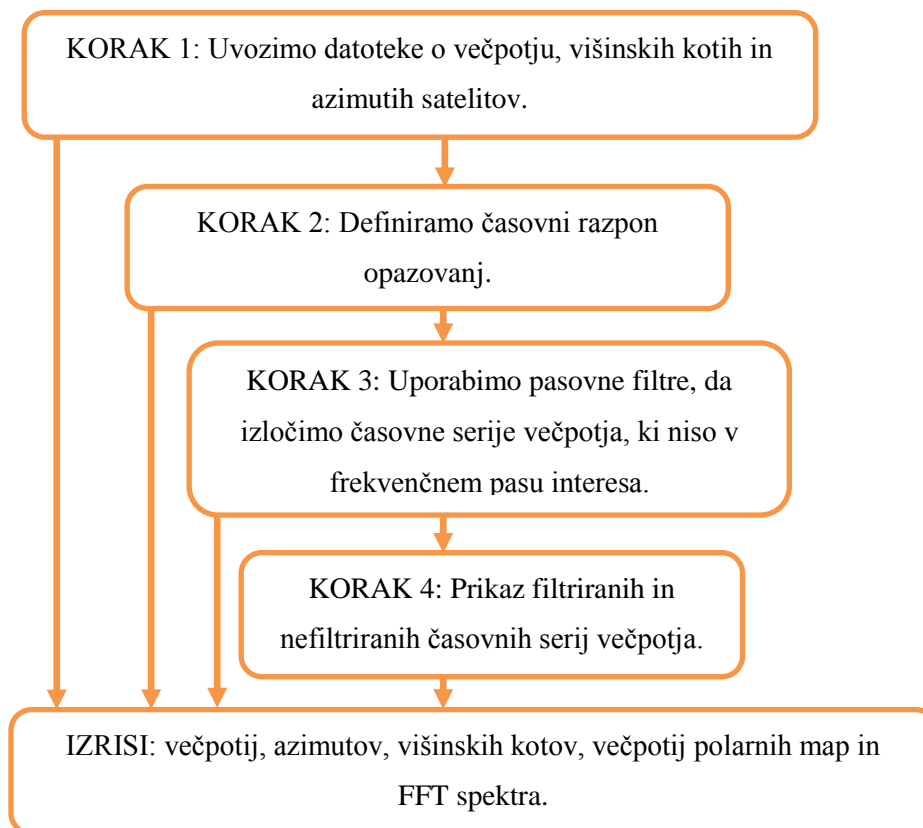 KORAK 1: Uvozimo datoteke o večpotju, višinskih kotih in
azimutih satelitov.
KORAK 2: Definiramo časovni razpon
opazovanj.
KORAK 3: Uporabimo pasovne filtre, da
izločimo časovne serije večpotja, ki niso v
frekvenčnem pasu interesa.
KORAK 4: Prikaz filtriranih in
nefiltriranih časovnih serij večpotja.
IZRISI: večpotij, azimutov, višinskih kotov, večpotij polarnih map in
FFT spektra.